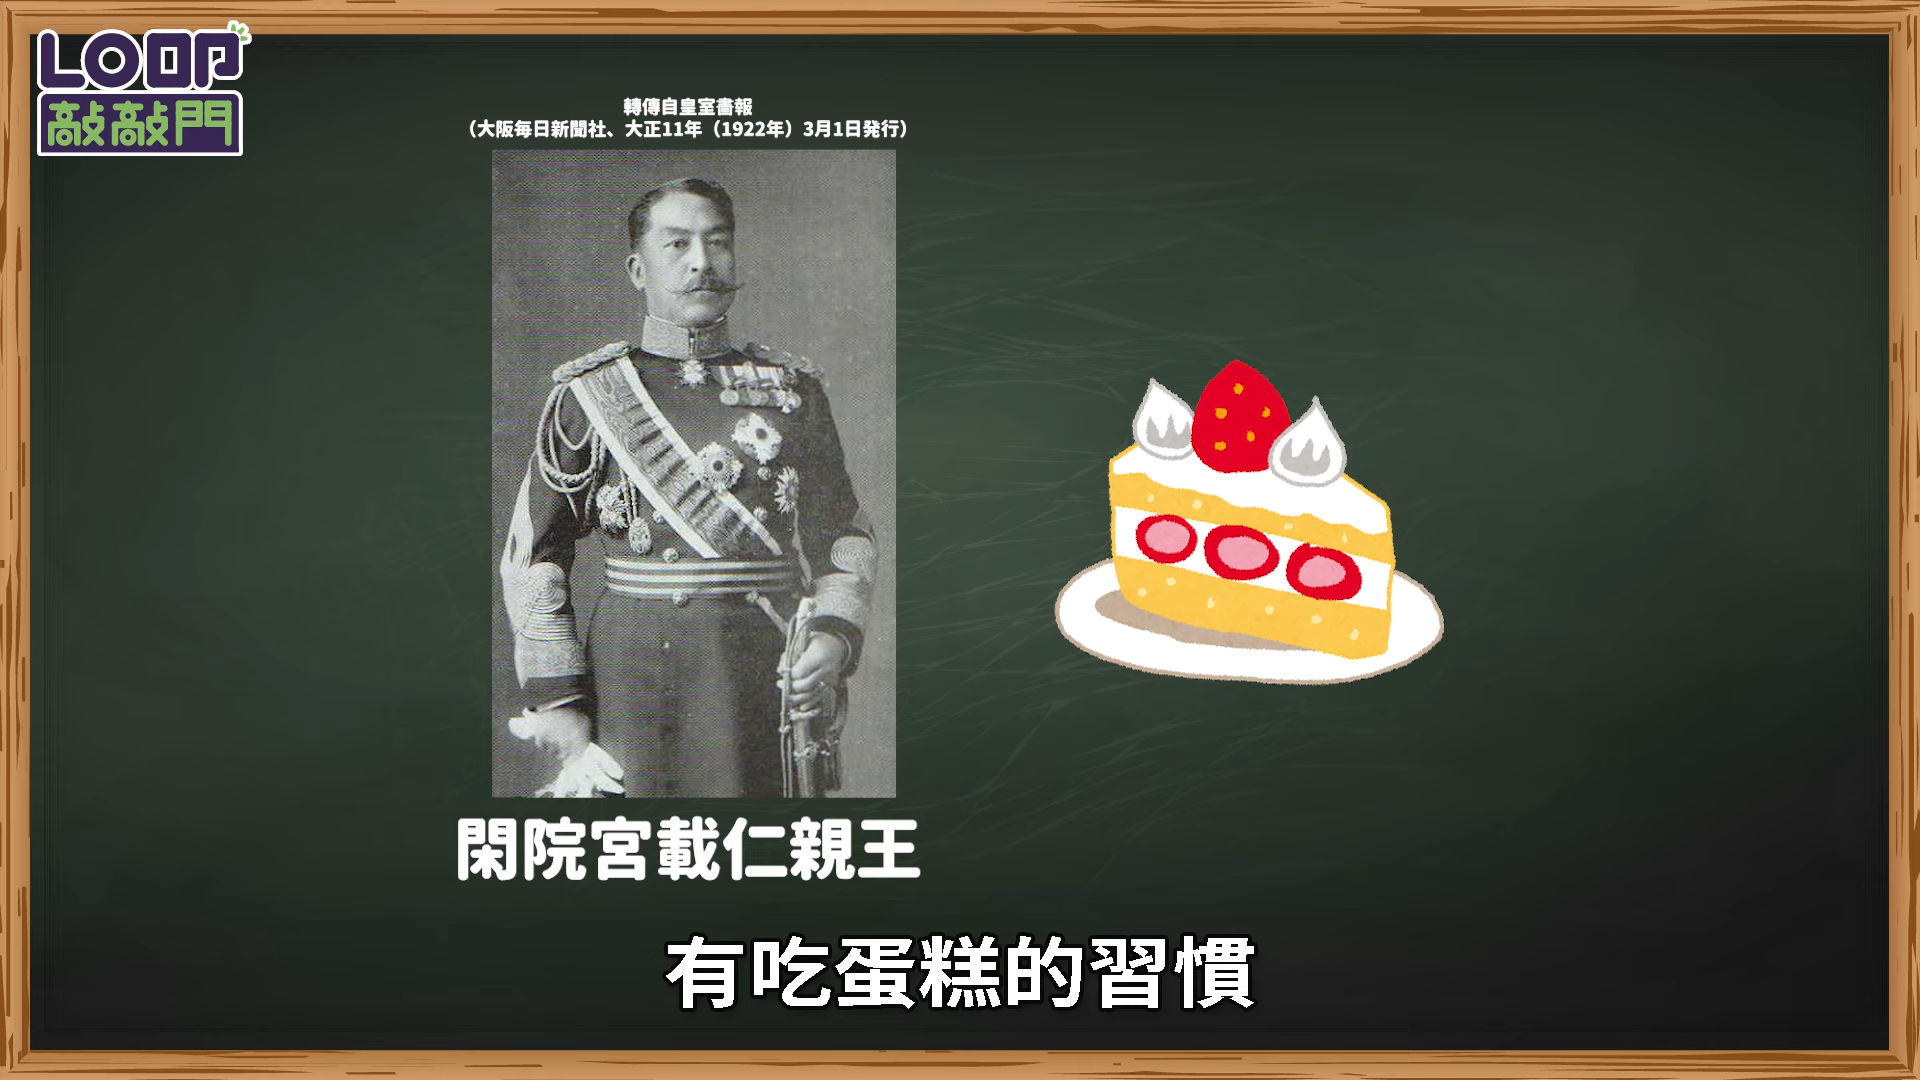 LOOP
敲敲門
轉傳自皇室畵報
（大阪毎日新聞社、大正11年（1922年）3月1日発行）
閑院宮載仁親王
有吃蛋糕的習慣